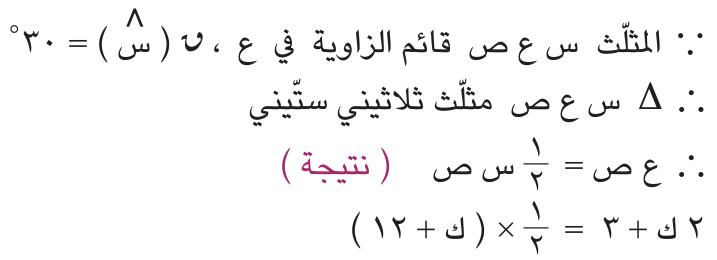 ∵ المثلّث س ع ص قائم الزاوية في ع ، ق ( س^ ) = ٣٠°
∴ Δ س ع ص مثلّث ثلاثيني ستّيني
∴ ع ص = ١/٢ س ص ( نتيجة )
٢ ك + ٣ = ١/٢ × ( ك + ١٢ )